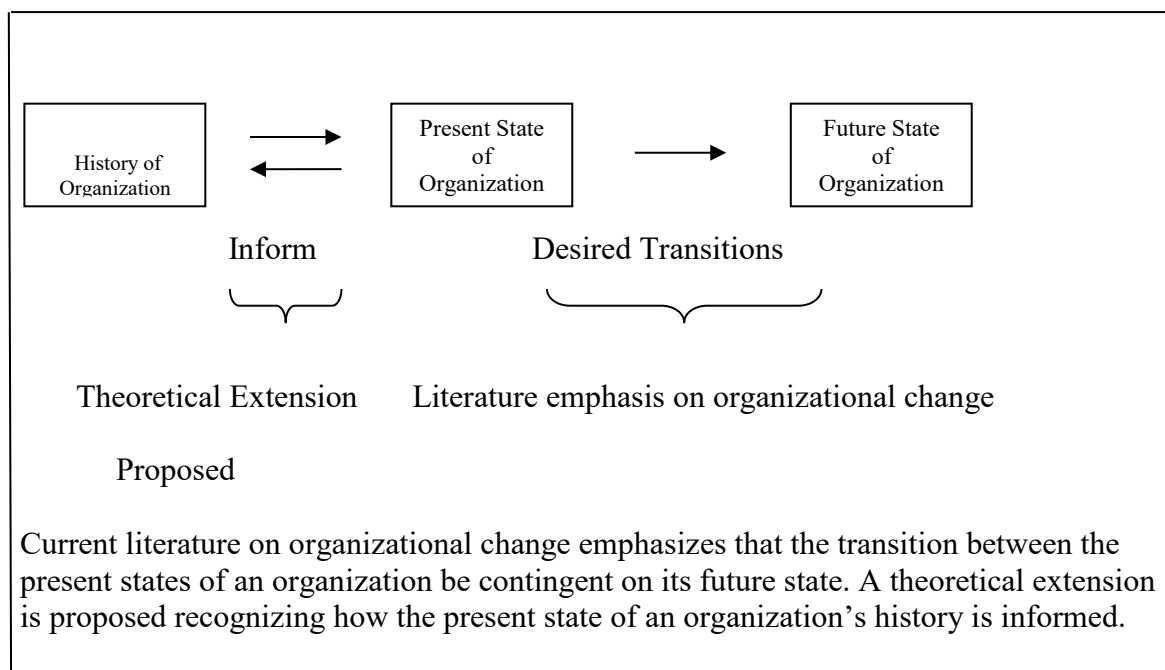 History of
Organization
Present State
of
Organization
Future State
of
Organization
Inform
Desired Transitions
Theoretical Extension
Literature emphasis on organizational change
Proposed
Current literature on organizational change emphasizes that the transition between the
present states of an organization be contingent on its future state. A theoretical extension
is proposed recognizing how the present state of an organization’s history is informed.